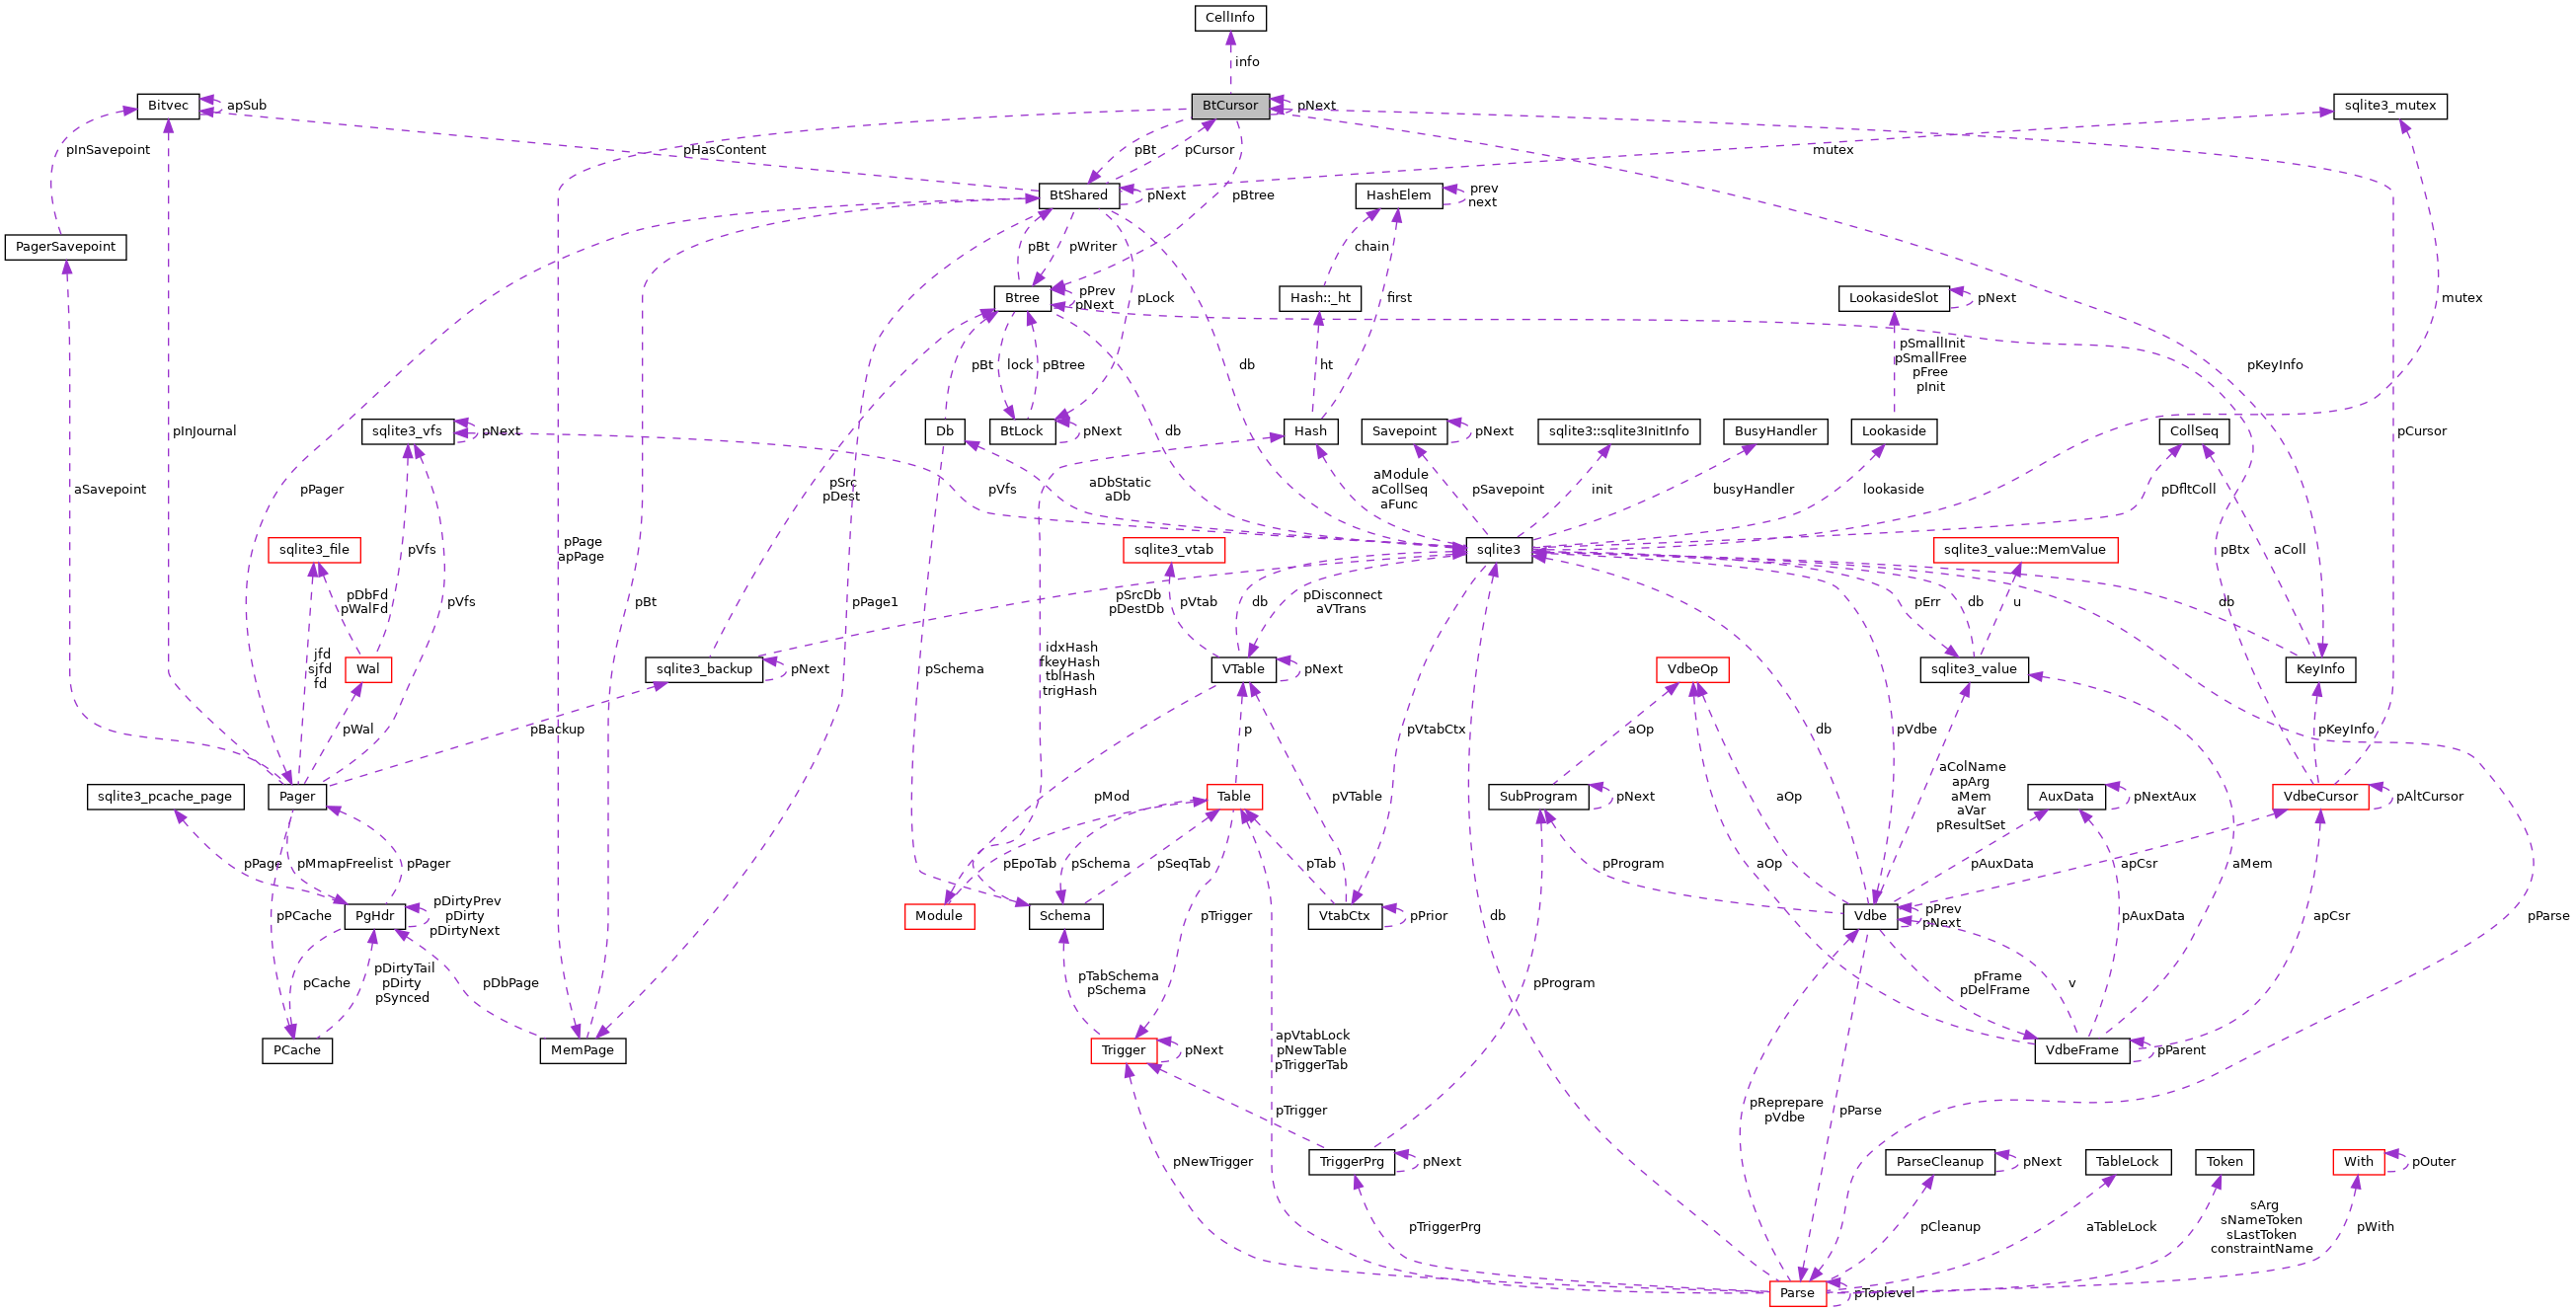 CellInfo
info
Bitvec
apSub
BtCursor
pNext
sqlite3_mutex
pInSavepoint
pHasContent
pBt
pCursor
mutex
BtShared
pNext
HashElem
prev
next
PagerSavepoint
pBt
pWriter
pBtree
chain
Btree
pPrev
pNext
pLock
Hash::_ht
first
LookasideSlot
pNext
mutex
pBt
lock
pBtree
db
ht
pSmallInit
pSmallFree
pFree
pInit
pKeyInfo
pInJournal
sqlite3_vfs
pNext
Db
BtLock
pNext
db
Hash
Savepoint
pNext
sqlite3::sqlite3InitInfo
BusyHandler
Lookaside
CollSeq
pCursor
aSavepoint
pPager
pSrc
pDest
pVfs
aDbStatic
aDb
aModule
aCollSeq
aFunc
pSavepoint
init
busyHandler
lookaside
pDfltColl
sqlite3_file
pVfs
pPage
apPage
sqlite3_vtab
sqlite3
sqlite3_value::MemValue
pBtx
aColl
pDbFd
pWalFd
pVfs
pBt
pPage1
pSrcDb
pDestDb
pVtab
db
pDisconnect
aVTrans
pErr
db
u
db
jfd
sjfd
fd
Wal
sqlite3_backup
pNext
pSchema
idxHash
fkeyHash
tblHash
trigHash
VTable
pNext
VdbeOp
sqlite3_value
KeyInfo
pWal
pBackup
p
pVtabCtx
aOp
db
pVdbe
pKeyInfo
sqlite3_pcache_page
Pager
pMod
Table
pVTable
SubProgram
pNext
aOp
aColName
apArg
aMem
aVar
pResultSet
AuxData
pNextAux
VdbeCursor
pAltCursor
pPage
pMmapFreelist
pPager
pEpoTab
pSchema
pSeqTab
pTab
pProgram
aOp
pAuxData
apCsr
aMem
pPCache
PgHdr
pDirtyPrev
pDirty
pDirtyNext
Module
Schema
pTrigger
VtabCtx
pPrior
Vdbe
pPrev
pNext
pAuxData
apCsr
pParse
pCache
pDirtyTail
pDirty
pSynced
pDbPage
pTabSchema
pSchema
pProgram
db
pFrame
pDelFrame
v
PCache
MemPage
Trigger
pNext
apVtabLock
pNewTable
pTriggerTab
VdbeFrame
pParent
pTrigger
pReprepare
pVdbe
pParse
pNewTrigger
TriggerPrg
pNext
ParseCleanup
pNext
TableLock
Token
With
pOuter
pTriggerPrg
pCleanup
aTableLock
sArg
sNameToken
sLastToken
constraintName
pWith
Parse
pToplevel